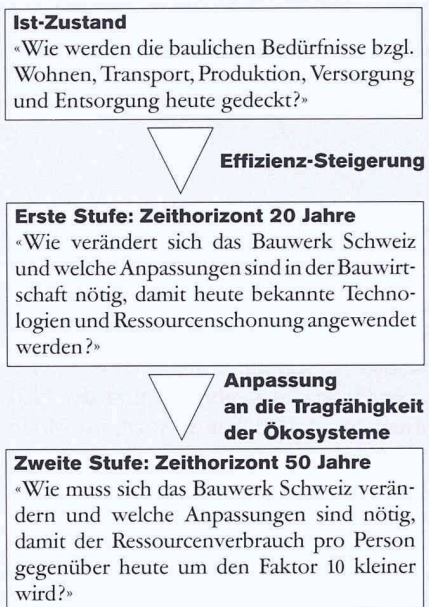 Ist-Zustand
«Wie werden die baulichen Bedürfnisse bzgl.
Wohnen, Transport, Produktion, Versorgung
und Entsorgung heute gedeckt?»
Effizienz-Steigerung
Erste Stufe: Zeithorizont 20 Jahre
«Wie verändert sich das Bauwerk Schweiz
und welche Anpassungen sind in der Bauwirt-
schaft nötig, damit heute bekannte Techno-
logien und Ressourcenschonung angewendet
werden?»
Anpassung
an die Tragfähigkeit
der Ökosysteme
Zweite Stufe: Zeithorizont 50 Jahre
«Wie muss sich das Bauwerk Schweiz verän-
dern und welche Anpassungen sind nötig,
damit der Ressourcenverbrauch pro Person
gegenüber heute um den Faktor 10 kleiner
wird?»